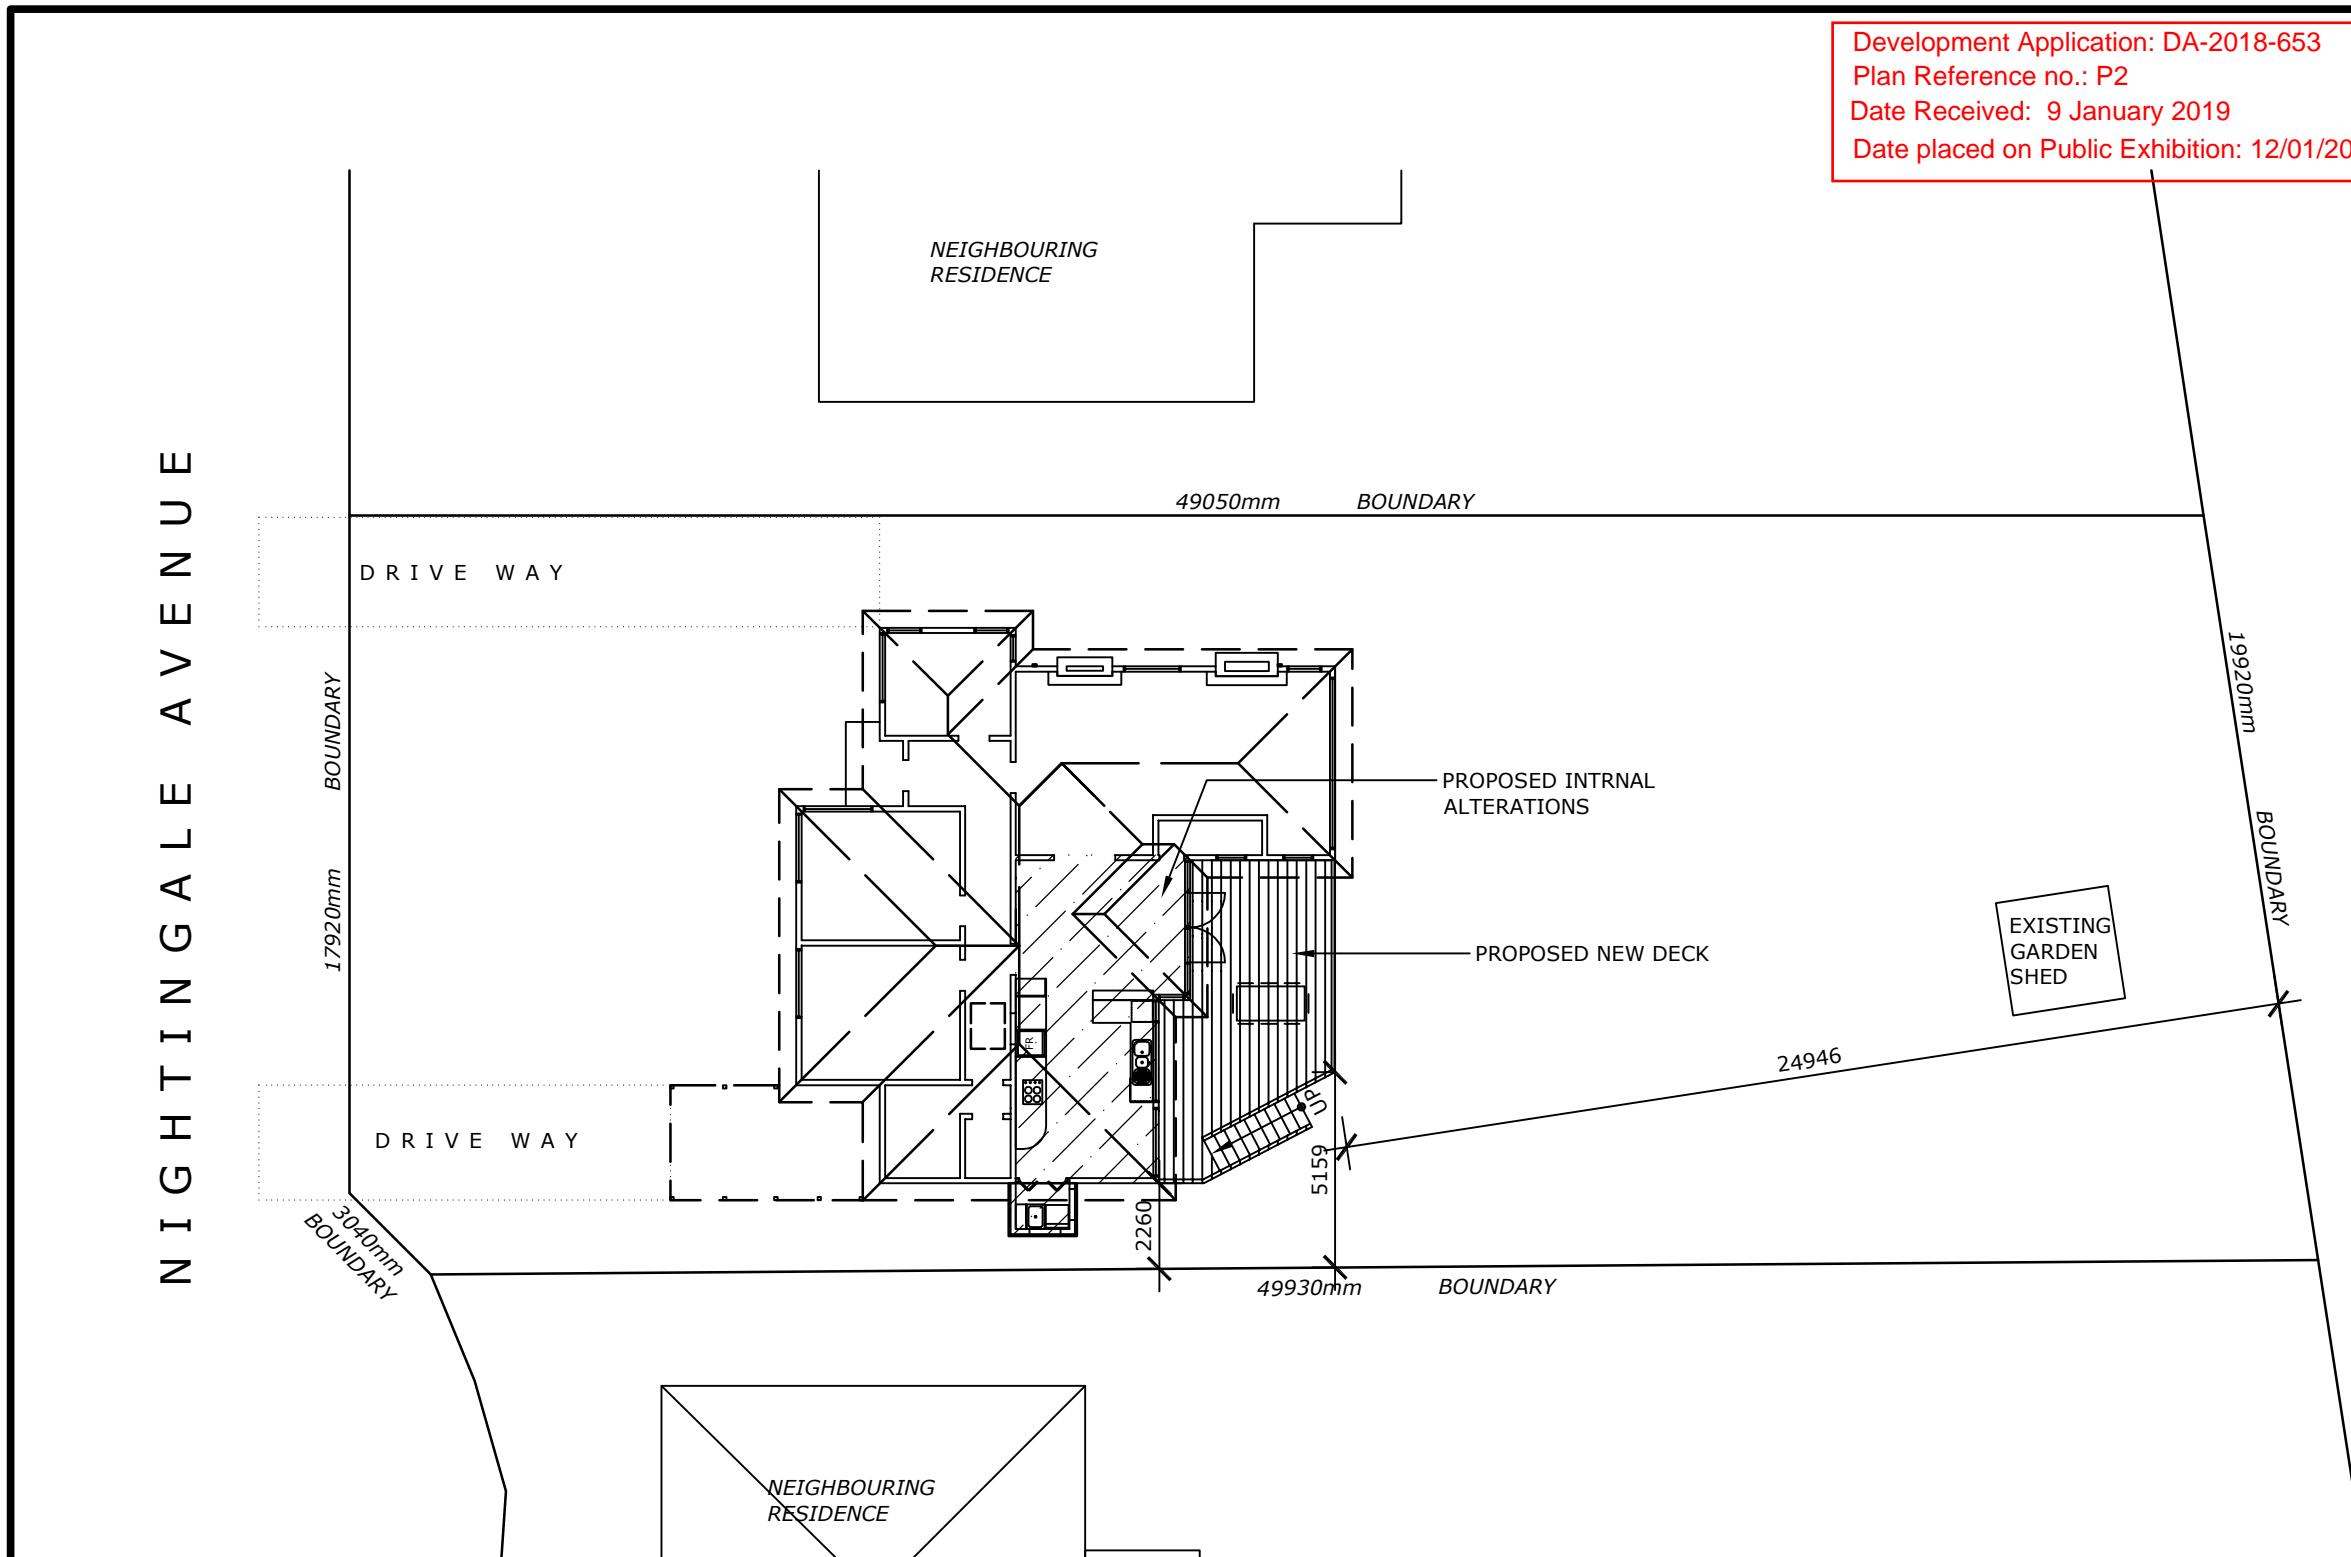 Development Application: DA-2018-653
Plan Reference no.: P2
Date Received: 9 January 2019
Date placed on Public Exhibition: 12/01/20
NEIGHBOURING
RESIDENCE
49050mm BOUNDARY
NIGHTINGALE AVENUE
DRIVE WAY
BOUNDARY
17920mm
19920mm
BOUNDARY
PROPOSED INTRNAL
ALTERATIONS
PROPOSED NEW DECK
EXISTING
GARDEN
SHED
FR
24946
UP
DRIVE WAY
5159
2260
3040mm
BOUNDARY
49930mm BOUNDARY
NEIGHBOURING
RESIDENCE